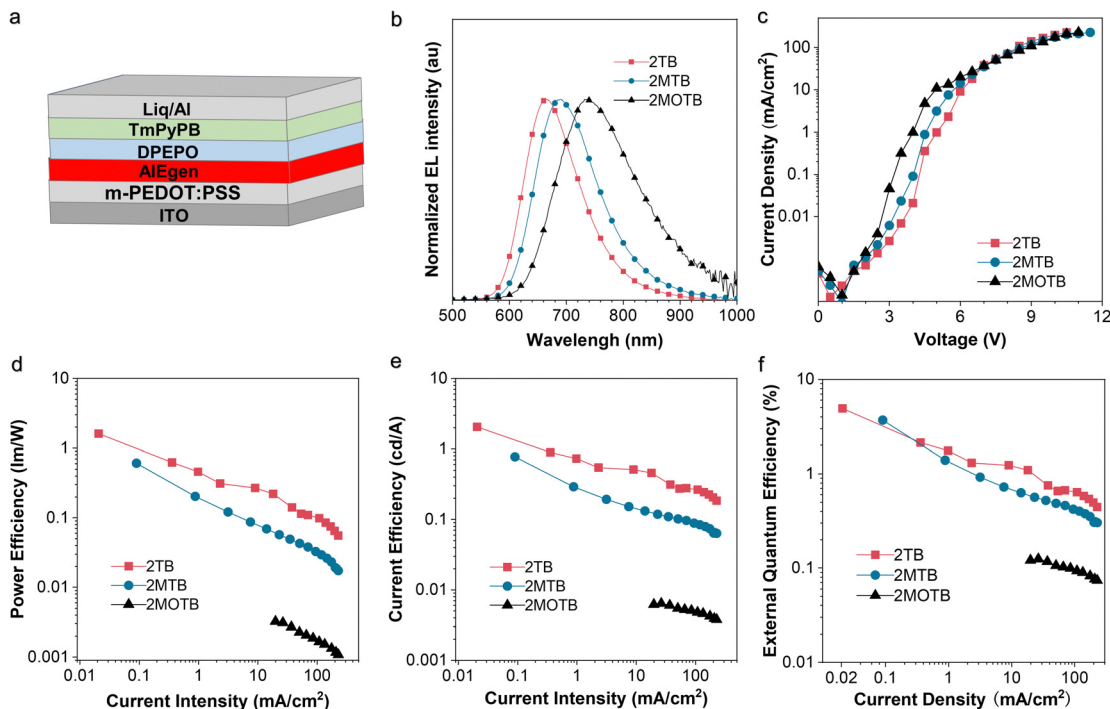 a
Liq/Al
TmPyPB
DPEPO
AIEgen
m-PEDOT:PSS
ITO
b
Normalized EL intensity (au)
2TB
2MTB
2MOTB
500 600 700 800 900 1000
Wavelengh (nm)
c
Current Density (mA/cm²)
100
10
1
0.1
0.01
2TB
2MTB
2MOTB
0 3 6 9 12
Voltage (V)
d
Power Efficiency (lm/W)
10
1
0.1
0.01
0.001
2TB
2MTB
2MOTB
0.01 0.1 1 10 100
Current Intensity (mA/cm²)
e
Current Efficiency (cd/A)
10
1
0.1
0.01
0.001
2TB
2MTB
2MOTB
0.01 0.1 1 10 100
Current Intensity (mA/cm²)
f
External Quantum Efficiency (%)
10
1
0.1
0.01
2TB
2MTB
2MOTB
0.02 0.1 1 10 100
Current Density（mA/cm²)